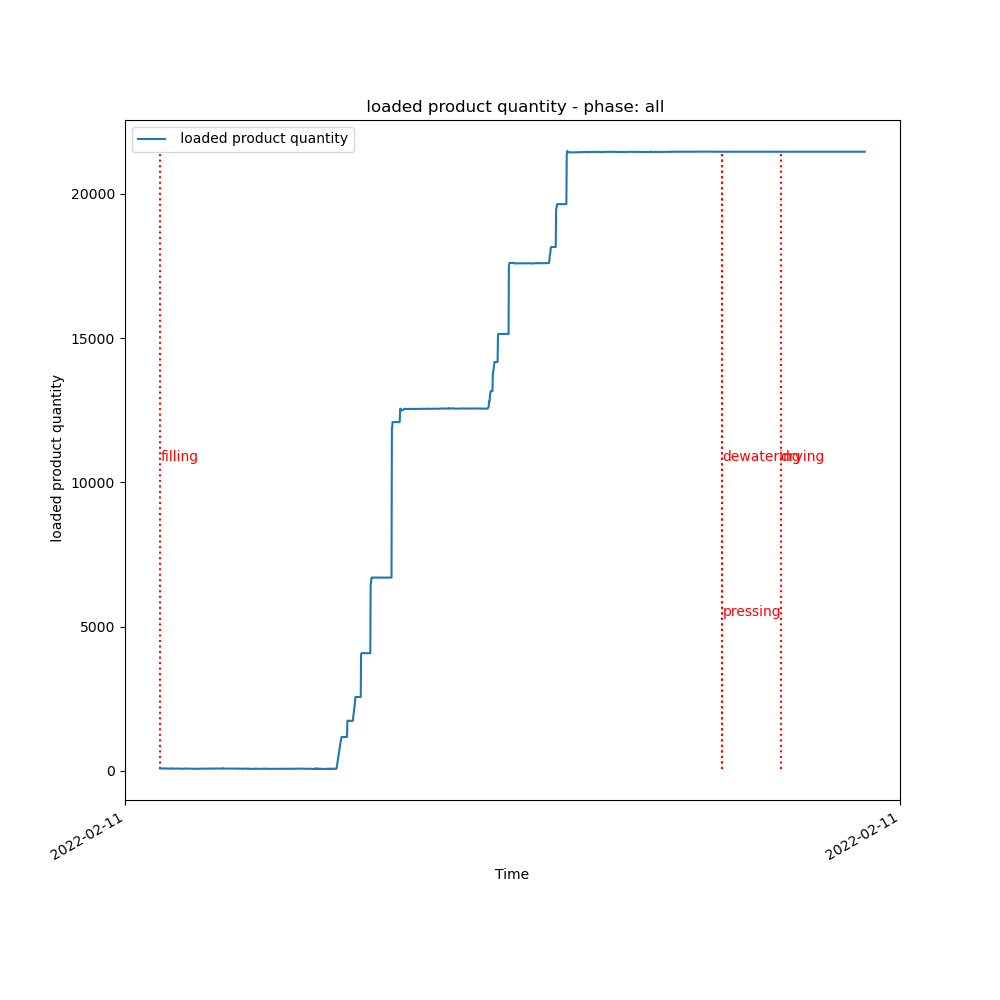 loaded product quantity - phase: all
loaded product quantity
20000
15000
10000
5000
0
loaded product quantity
filling
dewatering
drying
pressing
2022-02-11
2022-02-11
Time